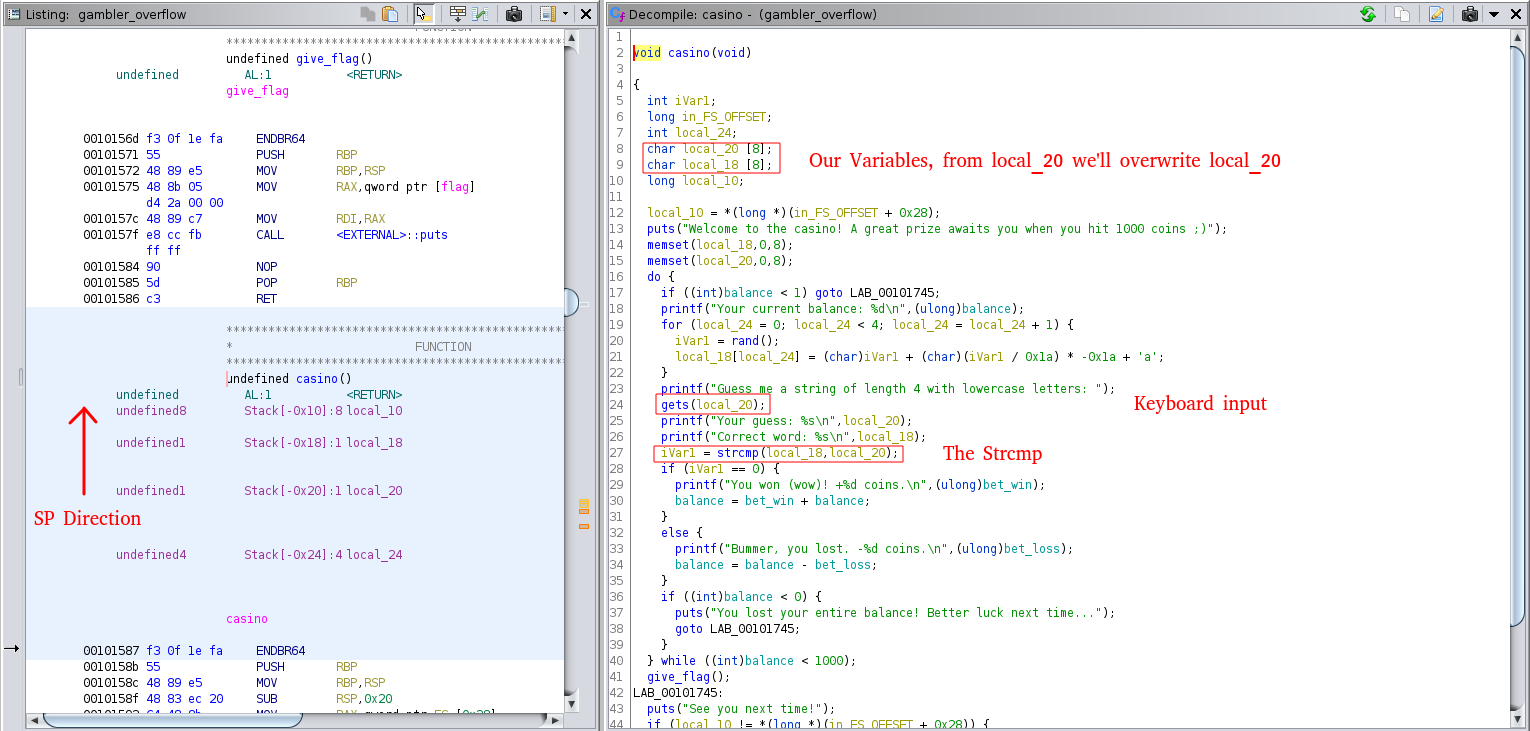 Listing: gambler_overflow
FUNCTION
************************************************
undefined give_flag()
undefined AL:1 <RETURN>
give_flag
0010156d f3 0f 1e fa ENDBR64
00101571 55 PUSH RBP
00101572 48 89 e5 MOV RBP,RSP
00101575 48 8b 05 MOV RAX,qword ptr [flag]
d4 2a 00 00
0010157c 48 89 c7 MOV RDI,RAX
0010157f e8 cc fb CALL <EXTERNAL>::puts
ff ff
00101584 90 NOP
00101585 5d POP RBP
00101586 c3 RET
************************************************
* FUNCTION
************************************************
undefined casino()
undefined AL:1 <RETURN>
undefined8 Stack[-0x10]:8 local_10
undefined1 Stack[-0x18]:1 local_18
undefined1 Stack[-0x20]:1 local_20
SP Direction
undefined4 Stack[-0x24]:4 local_24
casino
00101587 f3 0f 1e fa ENDBR64
0010158b 55 PUSH RBP
0010158c 48 89 e5 MOV RBP,RSP
0010158f 48 83 ec 20 SUB RSP,0x20
Decompile: casino - (gambler_overflow)
1
2 void casino(void)
3
4 {
5 int iVar1;
6 long in_FS_OFFSET;
7 int local_24;
8 char local_20 [8];
9 char local_18 [8];
Our Variables, from local_20 we'll overwrite local_20
10 long local_10;
11
12 local_10 = *(long *)(in_FS_OFFSET + 0x28);
13 puts("Welcome to the casino! A great prize awaits you when you hit 1000 coins ;)");
14 memset(local_18,0,8);
15 memset(local_20,0,8);
16 do {
17 if ((int)balance < 1) goto LAB_00101745;
18 printf("Your current balance: %d\n",(ulong)balance);
19 for (local_24 = 0; local_24 < 4; local_24 = local_24 + 1) {
20 iVar1 = rand();
21 local_18[local_24] = (char)iVar1 + (char)(iVar1 / 0x1a) * -0x1a + 'a';
22 }
23 printf("Guess me a string of length 4 with lowercase letters: ");
24 gets(local_20);
Keyboard input
25 printf("Your guess: %s\n",local_20);
26 printf("Correct word: %s\n",local_18);
27 iVar1 = strcmp(local_18,local_20);
The Strcmp
28 if (iVar1 == 0) {
29 printf("You won (wow)! +%d coins.\n",(ulong)bet_win);
30 balance = bet_win + balance;
31 }
32 else {
33 printf("Bummer, you lost. -%d coins.\n",(ulong)bet_loss);
34 balance = balance - bet_loss;
35 }
36 if ((int)balance < 0) {
37 puts("You lost your entire balance! Better luck next time...");
38 goto LAB_00101745;
39 }
40 } while ((int)balance < 1000);
41 give_flag();
42 LAB_00101745:
43 puts("See you next time!");
44 if (local_10 != *(long *)(in_FS_OFFSET + 0x28)) {